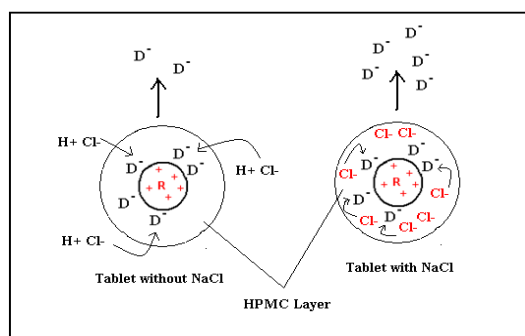 D⁻ D⁻
H+ Cl-
D⁻ D⁻ D⁻
+ + R + + +
D⁻ D⁻
H+ Cl-
H+ Cl-
Tablet without NaCl
D⁻ D⁻ D⁻ D⁻ D⁻
Cl- Cl-
D⁻ D⁻ D⁻
Cl- + + R + + + Cl-
D⁻ D⁻
Cl- Cl- Cl- Cl-
Tablet with NaCl
HPMC Layer